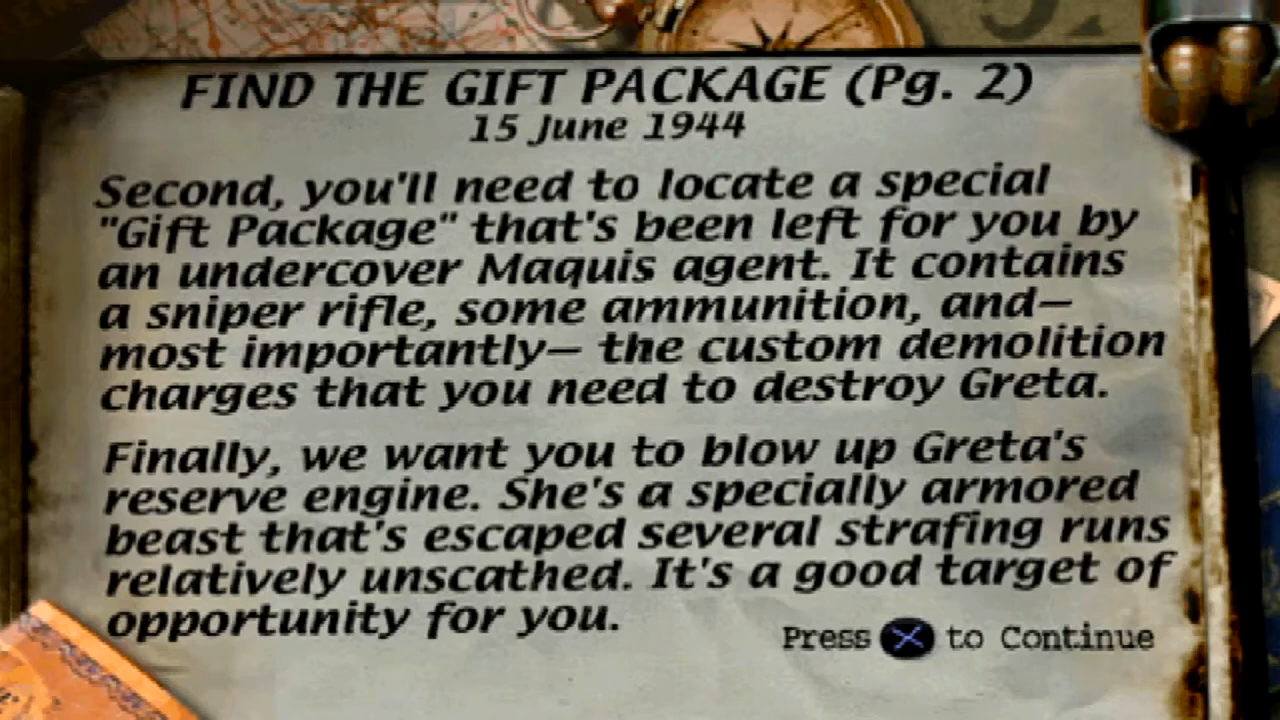 FIND THE GIFT PACKAGE (Pg. 2)
15 June 1944
Second, you'll need to locate a special
"Gift Package" that's been left for you by
an undercover Maquis agent. It contains
a sniper rifle, some ammunition, and—
most importantly— the custom demolition
charges that you need to destroy Greta.
Finally, we want you to blow up Greta's
reserve engine. She's a specially armored
beast that's escaped several strafing runs
relatively unscathed. It's a good target of
opportunity for you.
Press X to Continue